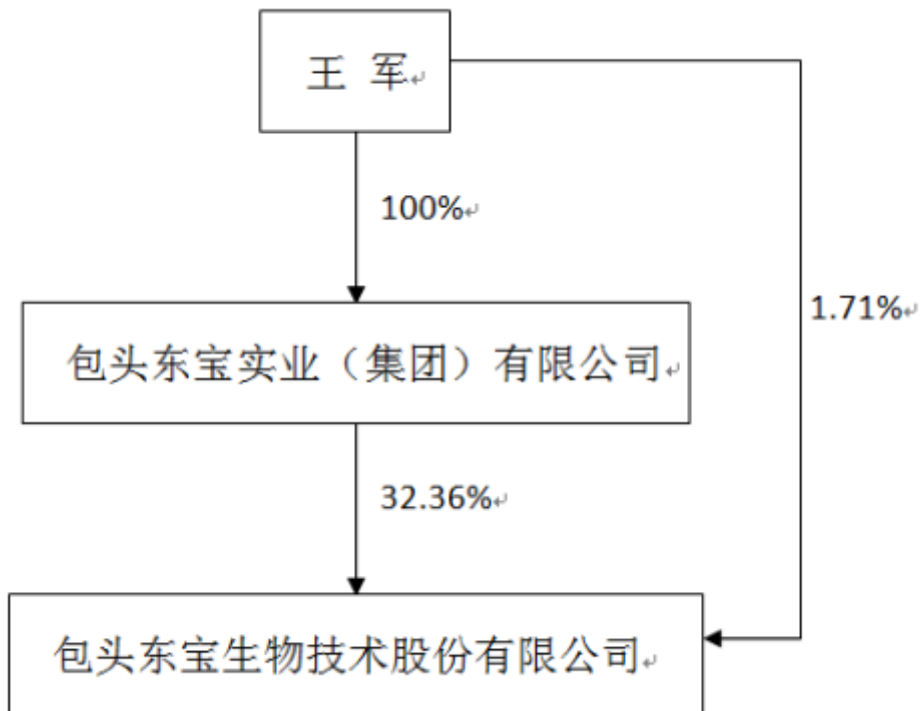 王 军
100%
1.71%
包头东宝实业（集团）有限公司
32.36%
包头东宝生物技术股份有限公司